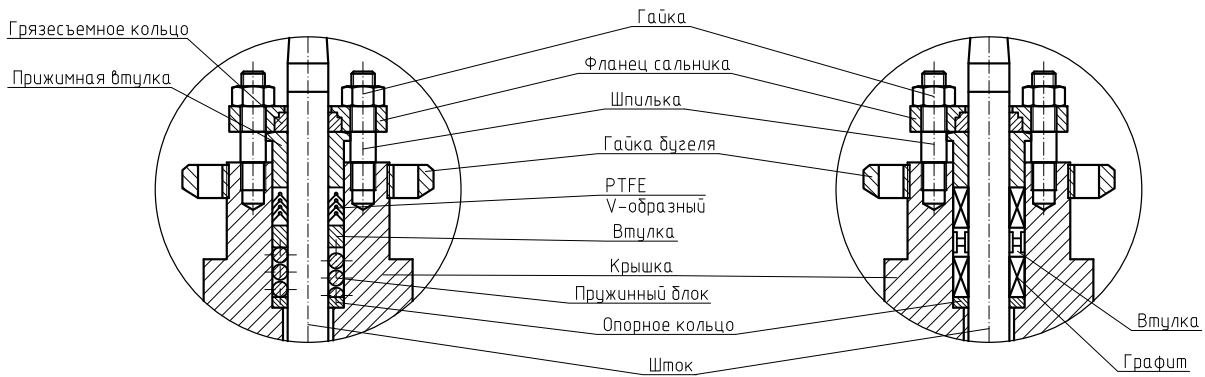 Грязесъемное кольцо
Прижимная втулка
Гайка
Фланец сальника
Шпилька
Гайка бугеля
PTFE
V-образный
Втулка
Крышка
Пружинный блок
Опорное кольцо
Шток
Втулка
Графит